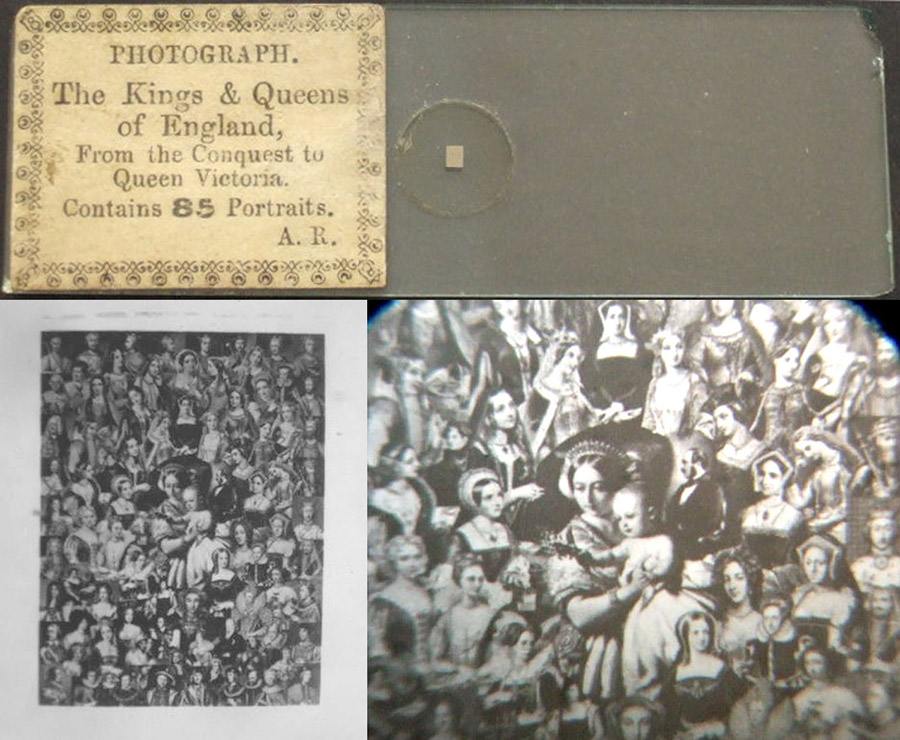 PHOTOGRAPH.
The Kings & Queens
of England,
From the Conquest to
Queen Victoria.
Contains 85 Portraits.
A. R.